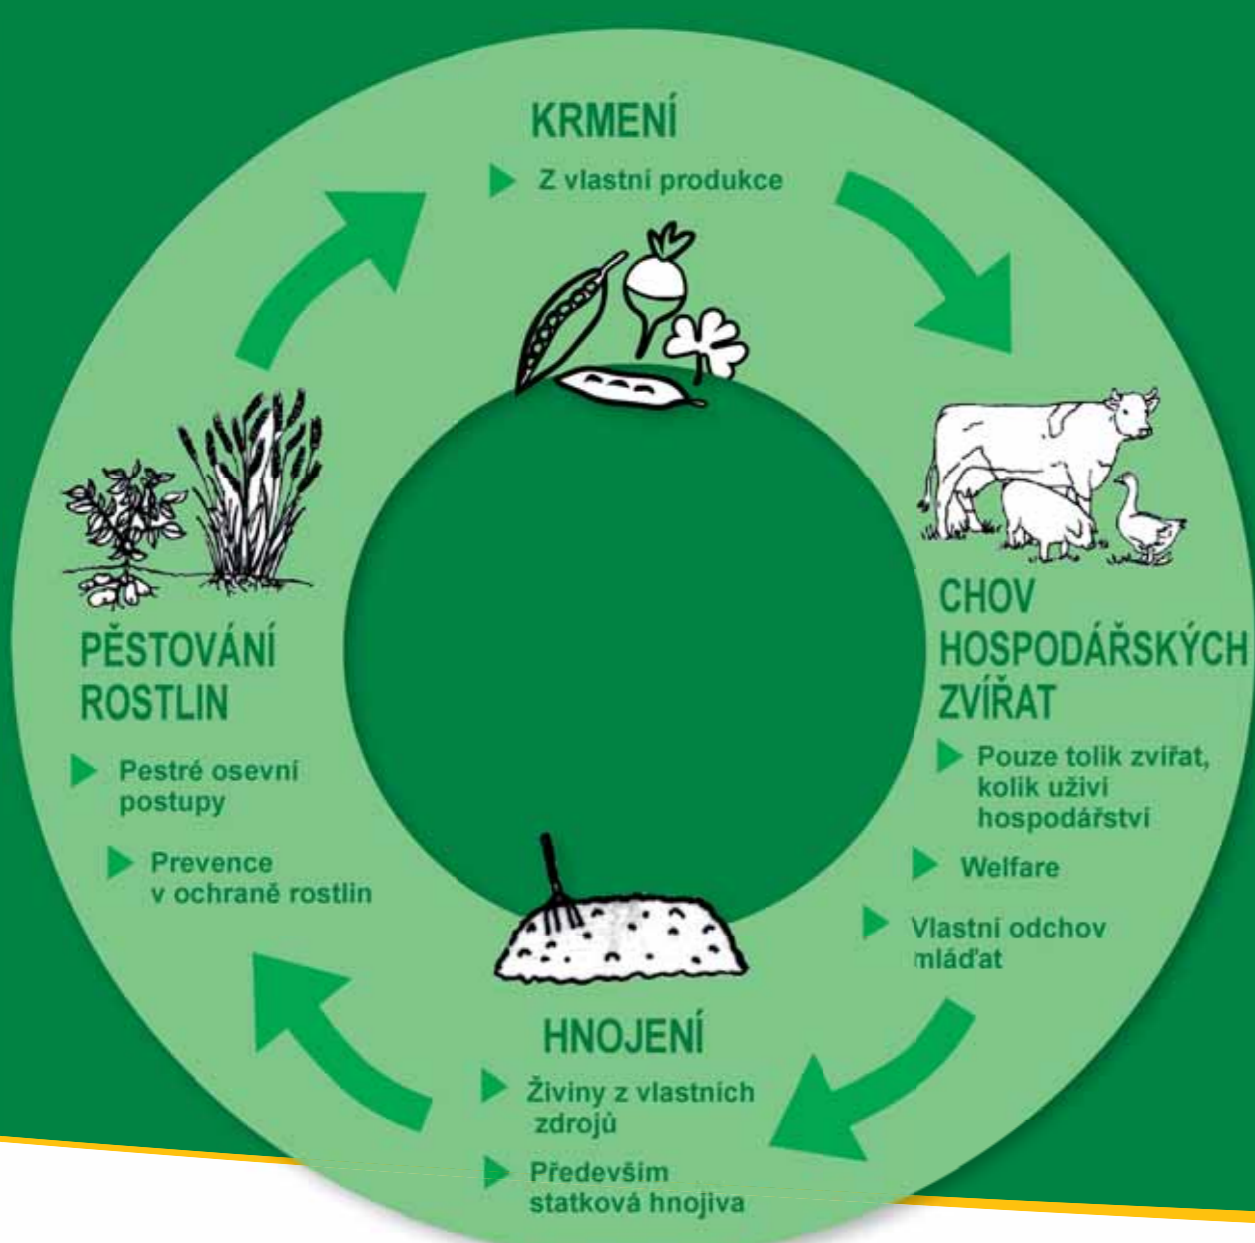 KRMENÍ
Z vlastní produkce
CHOV
HOSPODÁŘSKÝCH
ZVÍŘAT
Pouze tolik zvířat,
kolik uživí
hospodářství
Welfare
Vlastní odchov
mláďat
HNOJENÍ
Živiny z vlastních
zdrojů
Především
statková hnojiva
PĚSTOVÁNÍ
ROSTLIN
Pestré osevní
postupy
Prevence
v ochraně rostlin